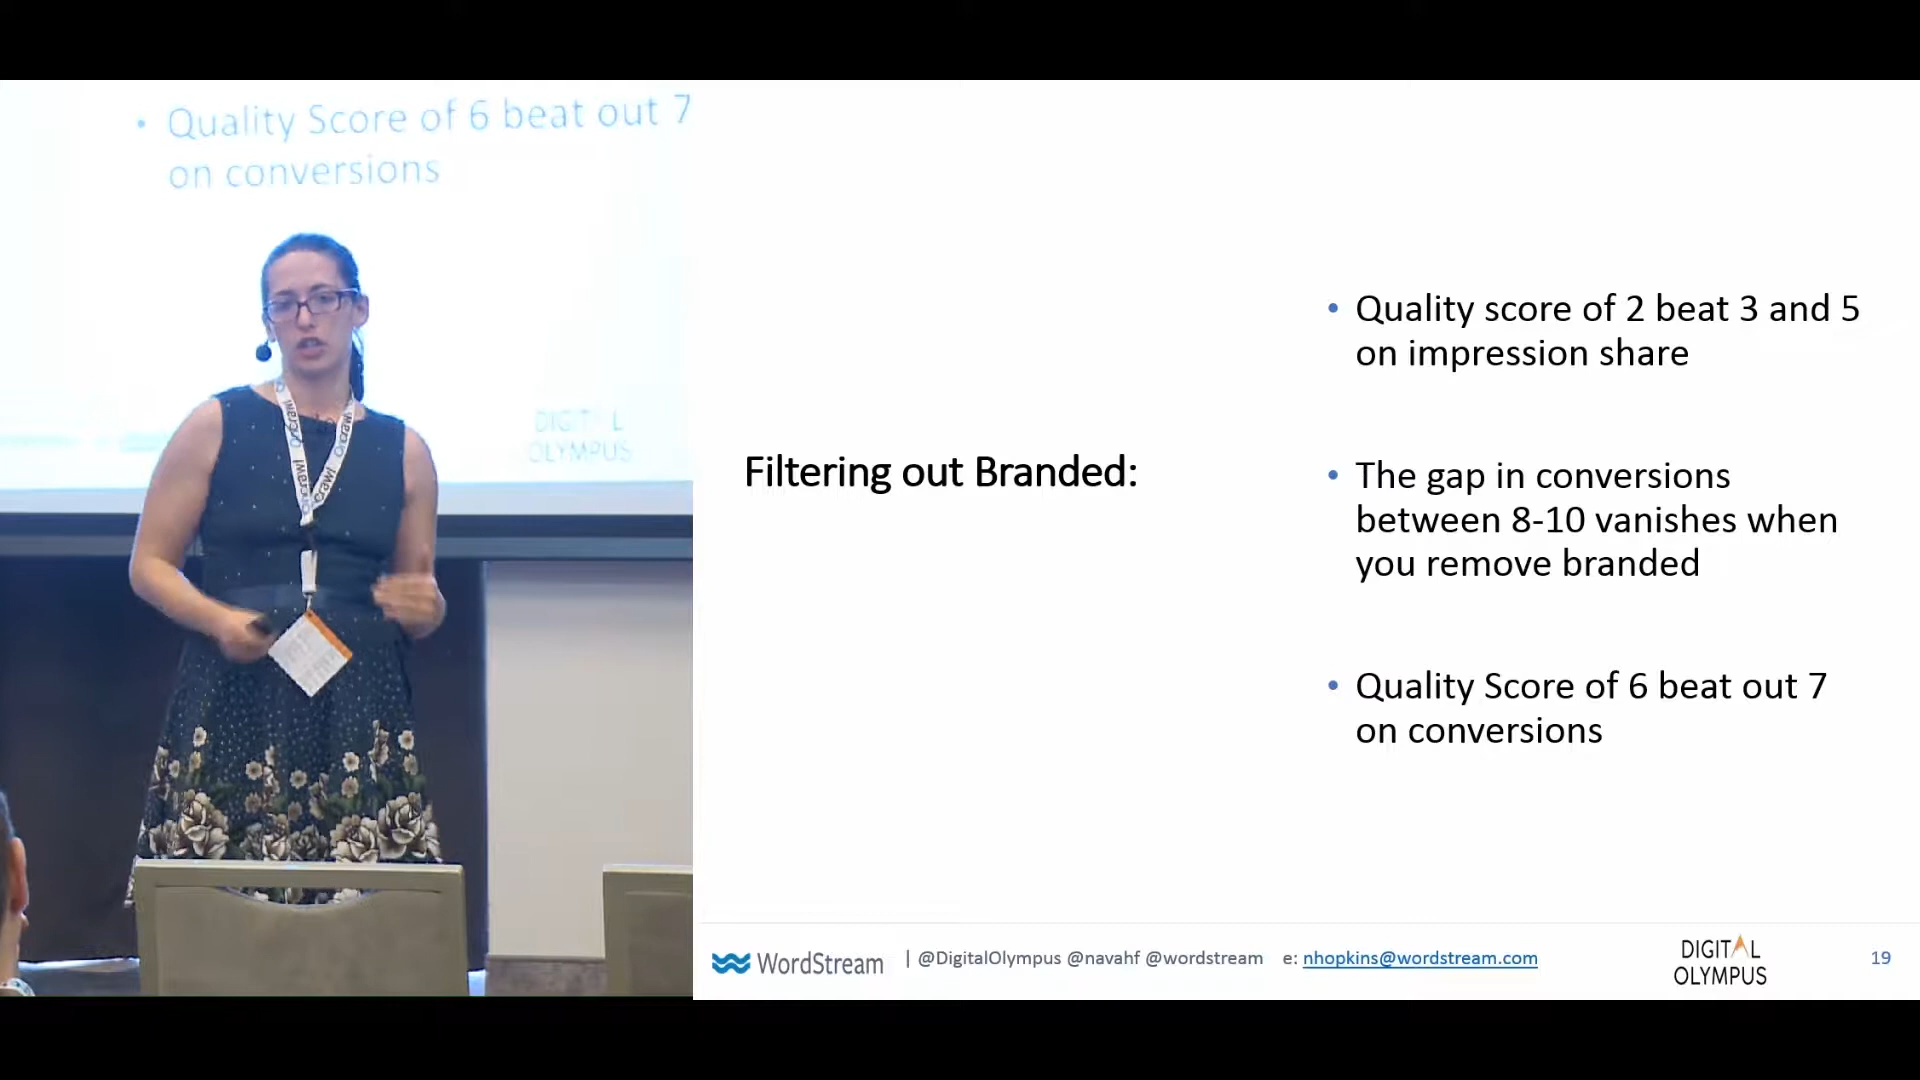 • Quality Score of 6 beat out 7
on conversions
DIGITAL
OLYMPUS
oncrawl
oncrawl
Filtering out Branded:
• Quality score of 2 beat 3 and 5
on impression share
• The gap in conversions
between 8-10 vanishes when
you remove branded
• Quality Score of 6 beat out 7
on conversions
WordStream | @DigitalOlympus @navahf @wordstream e: nhopkins@wordstream.com
DIGITAL
OLYMPUS
19